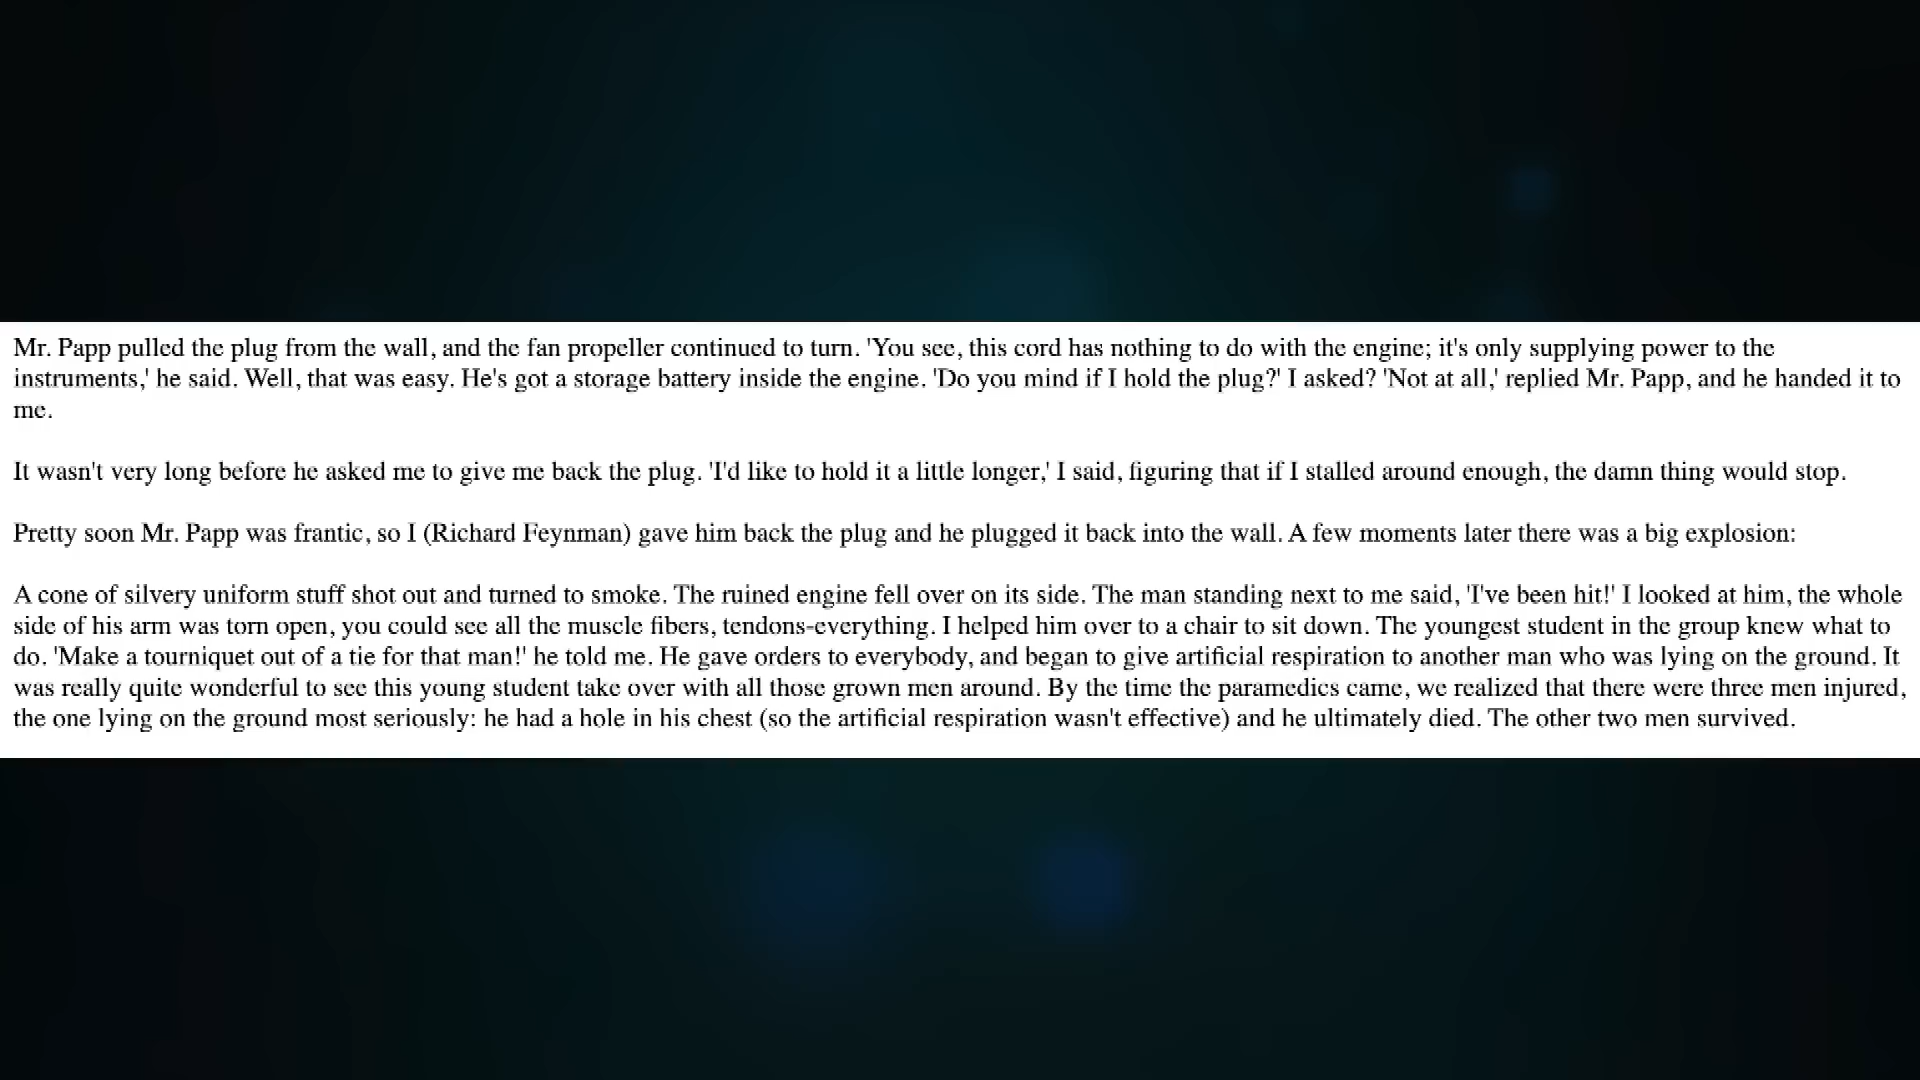 Mr. Papp pulled the plug from the wall, and the fan propeller continued to turn. 'You see, this cord has nothing to do with the engine; it's only supplying power to the
instruments,' he said. Well, that was easy. He's got a storage battery inside the engine. 'Do you mind if I hold the plug?' I asked? 'Not at all,' replied Mr. Papp, and he handed it to
me.
It wasn't very long before he asked me to give me back the plug. 'I'd like to hold it a little longer,' I said, figuring that if I stalled around enough, the damn thing would stop.
Pretty soon Mr. Papp was frantic, so I (Richard Feynman) gave him back the plug and he plugged it back into the wall. A few moments later there was a big explosion:
A cone of silvery uniform stuff shot out and turned to smoke. The ruined engine fell over on its side. The man standing next to me said, 'I've been hit!' I looked at him, the whole
side of his arm was torn open, you could see all the muscle fibers, tendons-everything. I helped him over to a chair to sit down. The youngest student in the group knew what to
do. 'Make a tourniquet out of a tie for that man!' he told me. He gave orders to everybody, and began to give artificial respiration to another man who was lying on the ground. It
was really quite wonderful to see this young student take over with all those grown men around. By the time the paramedics came, we realized that there were three men injured,
the one lying on the ground most seriously: he had a hole in his chest (so the artificial respiration wasn't effective) and he ultimately died. The other two men survived.